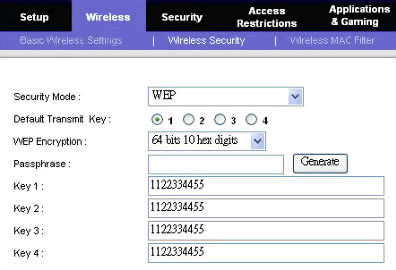 Setup Wireless Security Access Restrictions Applications & Gaming
Basic Wireless Settings | Wireless Security | Wireless MAC Filter
Security Mode : WEP
Default Transmit Key : 1 2 3 4
WEP Encryption : 64 bits 10 hex digits
Passphrase : Generate
Key 1 : 1122334455
Key 2 : 1122334455
Key 3 : 1122334455
Key 4 : 1122334455